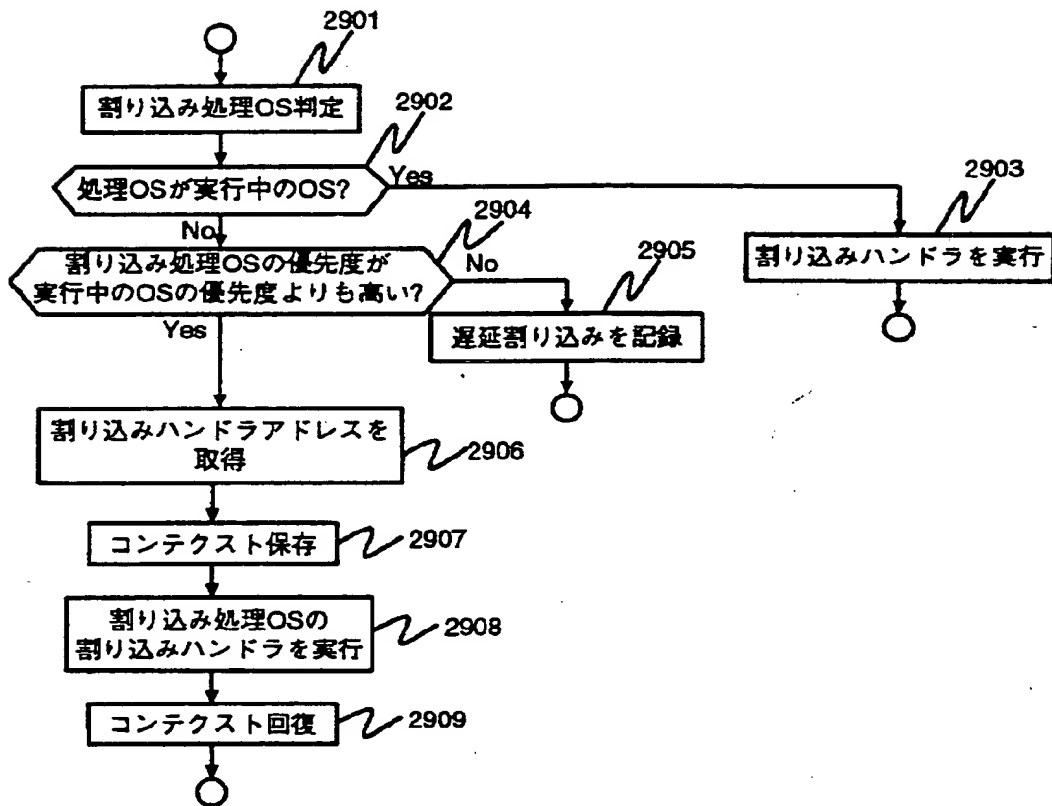 2901
割り込み処理OS判定
2902
処理OSが実行中のOS?
Yes
2903
割り込みハンドラを実行
No
2904
割り込み処理OSの優先度が
実行中のOSの優先度よりも高い?
No
2905
遅延割り込みを記録
Yes
割り込みハンドラアドレスを
取得
2906
コンテクスト保存
2907
割り込み処理OSの
割り込みハンドラを実行
2908
コンテクスト回復
2909